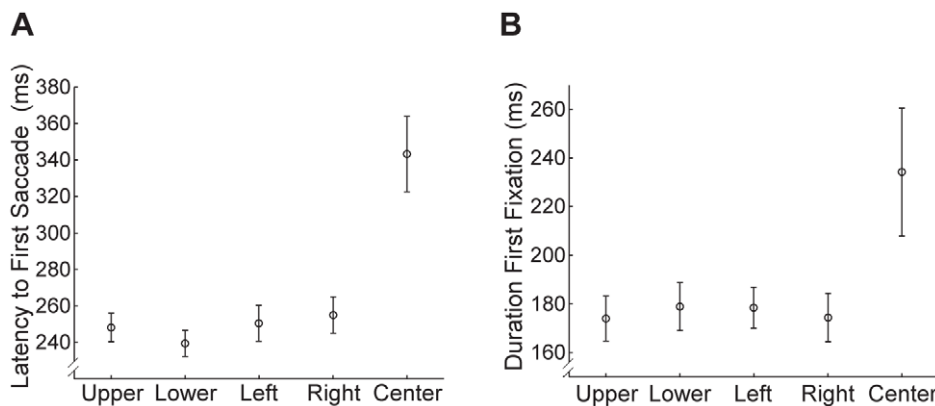 A
Latency to First Saccade (ms)
380
360
340
320
300
280
260
240
Upper Lower Left Right Center
B
Duration First Fixation (ms)
260
240
220
200
180
160
Upper Lower Left Right Center